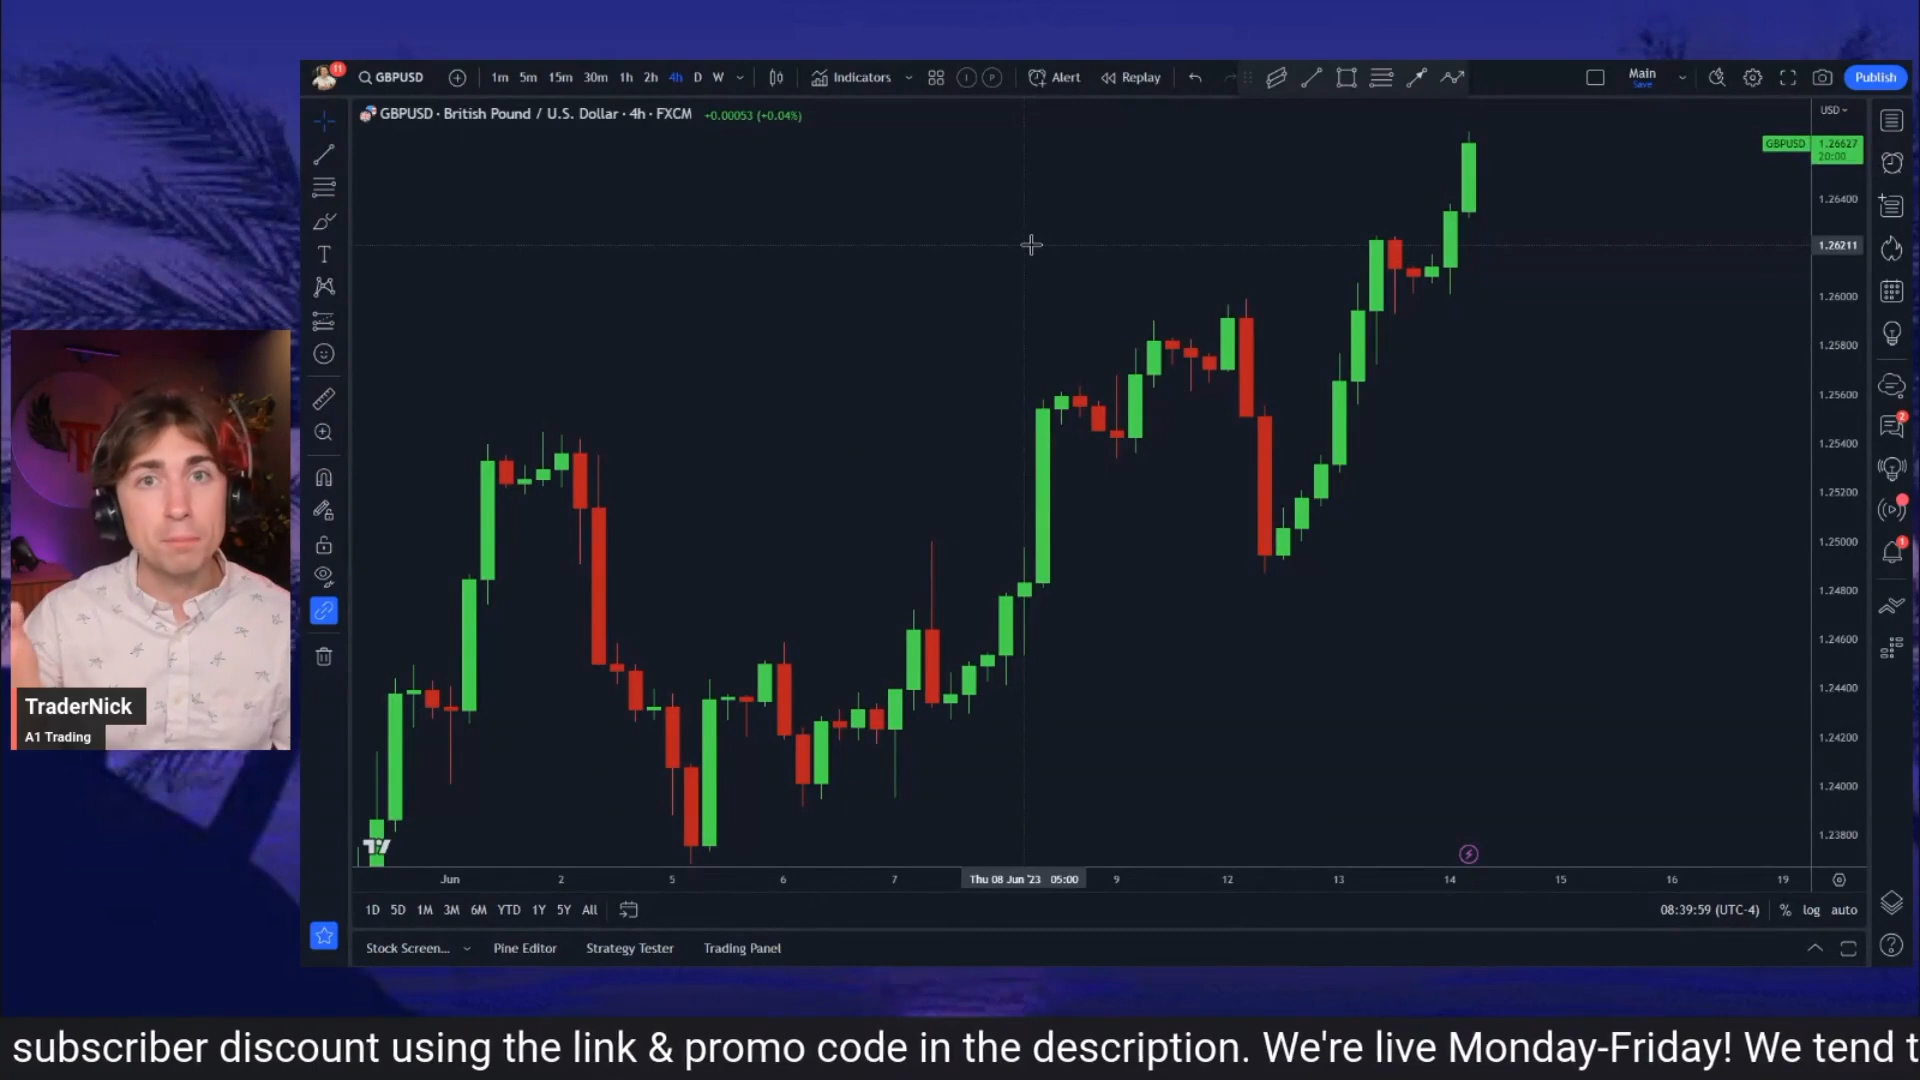 11
GBPUSD
1m 5m 15m 30m 1h 2h 4h D W
Indicators
Alert
Replay
Main
Save
Publish
GBPUSD · British Pound / U.S. Dollar · 4h · FXCM +0.00053 (+0.04%)
USD
GBPUSD 1.26627
20:00
1.26400
1.26211
1.26000
1.25800
1.25600
1.25400
1.25200
1.25000
1.24800
1.24600
1.24400
1.24200
1.24000
1.23800
2
1
TraderNick
A1 Trading
Jun 2 5 6 7 Thu 08 Jun '23 05:00 9 12 13 14 15 16 19
1D 5D 1M 3M 6M YTD 1Y 5Y All
08:39:59 (UTC-4) % log auto
Stock Screen... Pine Editor Strategy Tester Trading Panel
subscriber discount using the link & promo code in the description. We're live Monday-Friday! We tend t